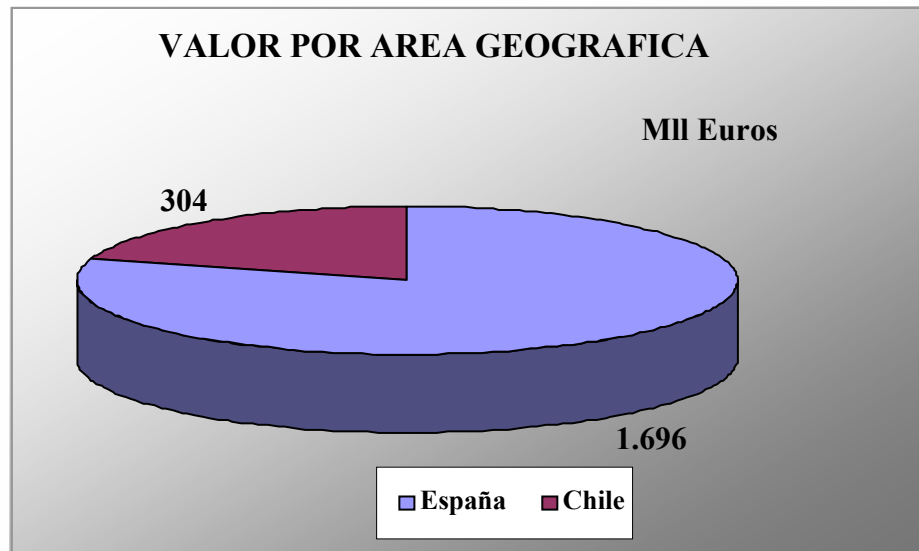 VALOR POR AREA GEOGRAFICA
Mll Euros
304
1.696
España Chile